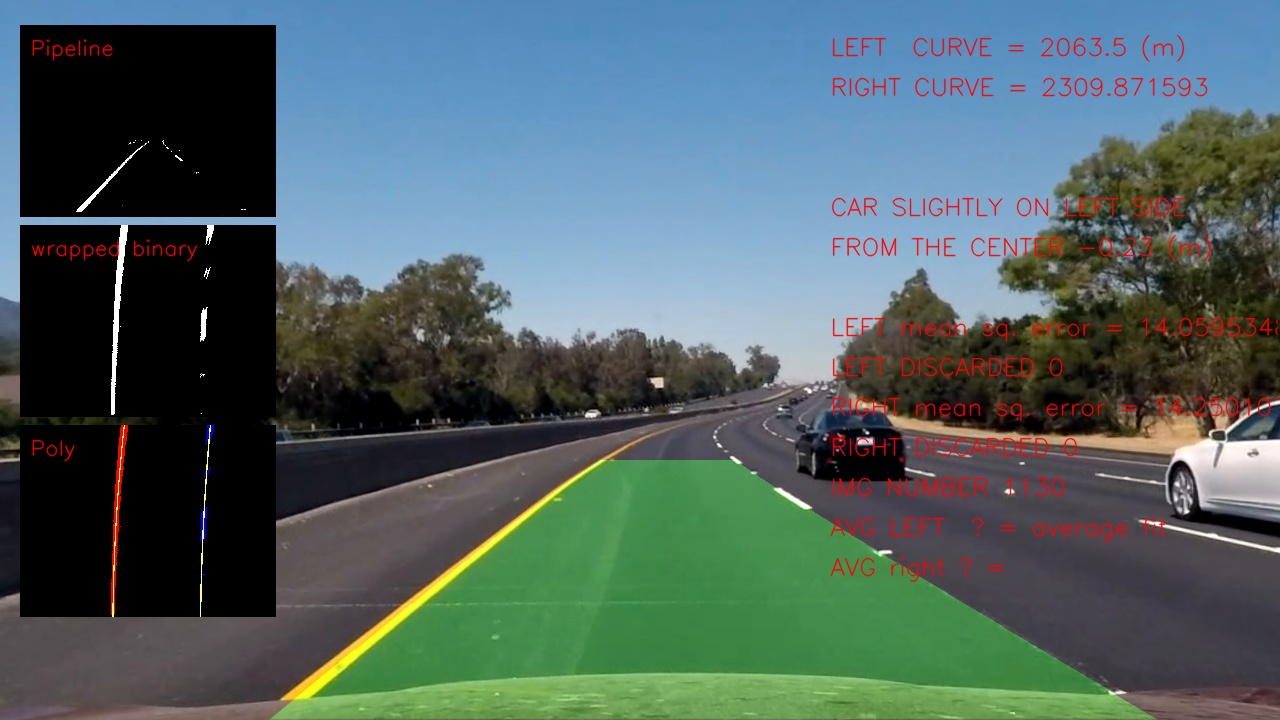 Pipeline
wrapped binary
Poly
LEFT CURVE = 2063.5 (m)
RIGHT CURVE = 2309.871593
CAR SLIGHTLY ON LEFT SIDE
FROM THE CENTER -0.23 (m)
LEFT mean sq. error = 14.0595348
LEFT DISCARDED 0
RIGHT mean sq. error = 14.25010
RIGHT DISCARDED 0
IMG NUMBER 1130
AVG LEFT ? = average fit
AVG right ? =